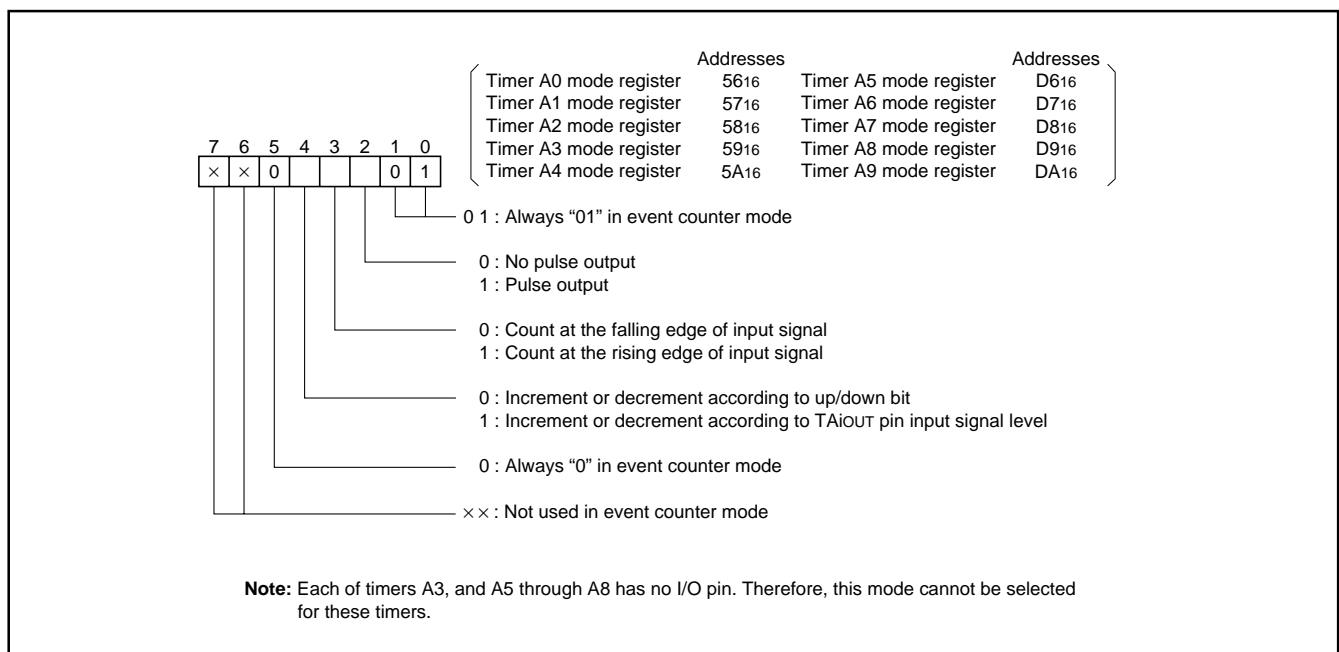 Addresses Addresses
Timer A0 mode register 5616 Timer A5 mode register D616
Timer A1 mode register 5716 Timer A6 mode register D716
Timer A2 mode register 5816 Timer A7 mode register D816
Timer A3 mode register 5916 Timer A8 mode register D916
Timer A4 mode register 5A16 Timer A9 mode register DA16
7 6 5 4 3 2 1 0
× × 0 0 1
0 1 : Always “01” in event counter mode
0 : No pulse output
1 : Pulse output
0 : Count at the falling edge of input signal
1 : Count at the rising edge of input signal
0 : Increment or decrement according to up/down bit
1 : Increment or decrement according to TAiOUT pin input signal level
0 : Always “0” in event counter mode
×× : Not used in event counter mode
Note: Each of timers A3, and A5 through A8 has no I/O pin. Therefore, this mode cannot be selected
for these timers.